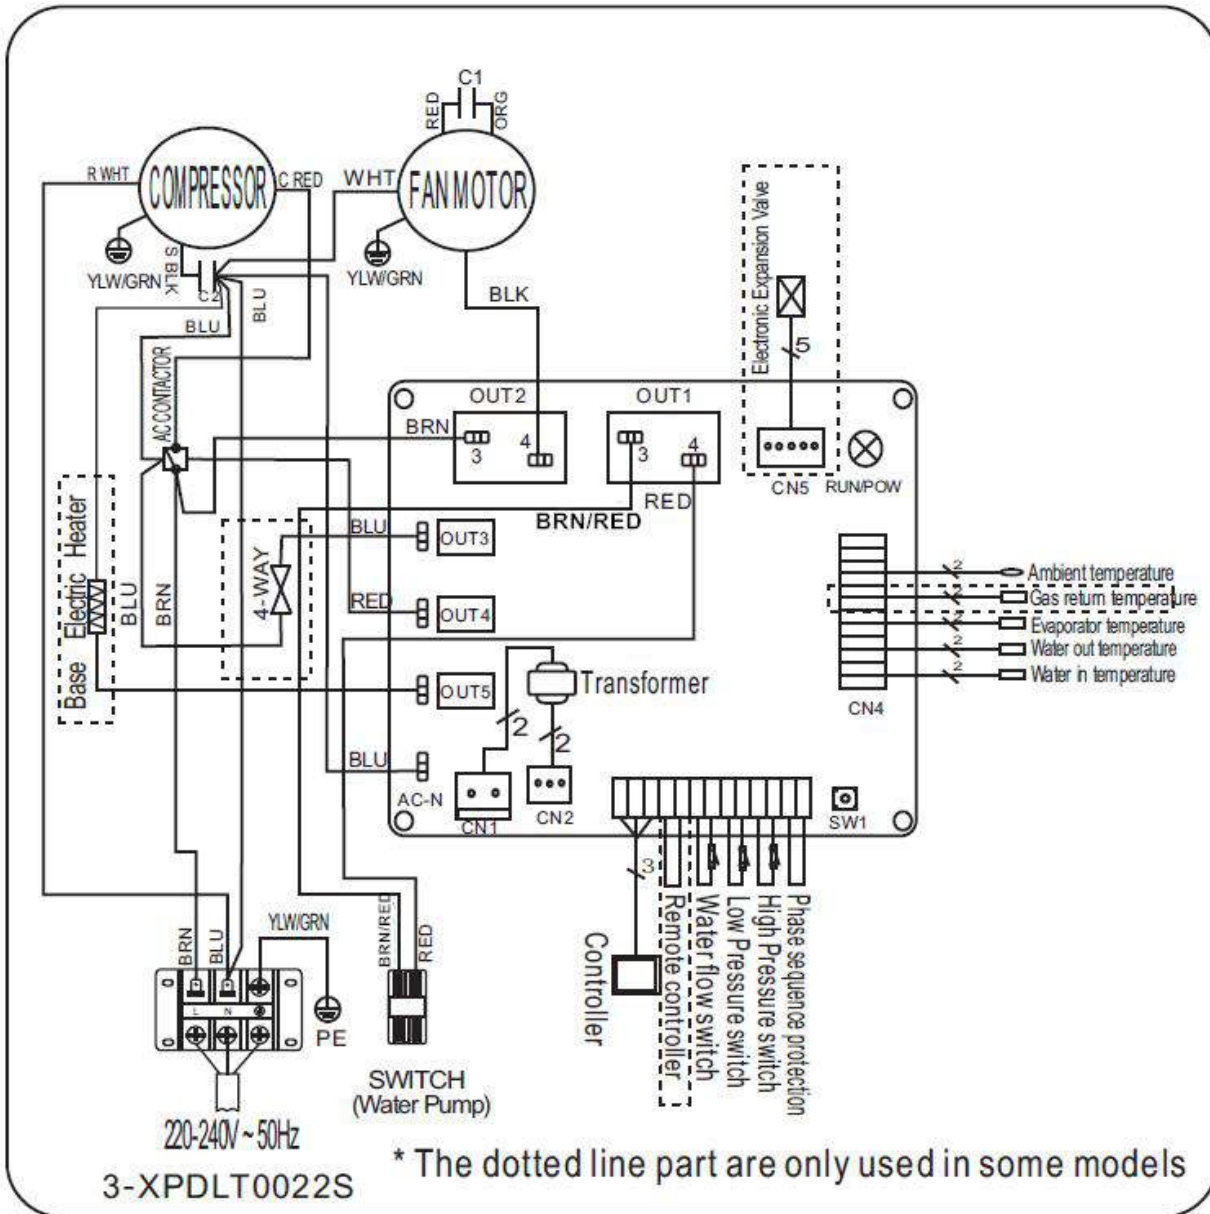 C1
RED
ORG
R WHT
COMPRESSOR
C RED
WHT
FAN MOTOR
YLW/GRN
S BLK
C2
BLU
BLU
YLW/GRN
BLK
Electronic Expansion Valve
5
AC CONTACTOR
OUT2
OUT1
BRN
3
4
3
4
CN5
RUN/POW
RED
BRN/RED
Base Electric Heater
BLU
BRN
4-WAY
BLU
OUT3
RED
OUT4
OUT5
BLU
AC-N
Transformer
2
2
CN1
CN2
2
Ambient temperature
2
Gas return temperature
2
Evaporator temperature
2
Water out temperature
2
Water in temperature
CN4
SW1
3
Controller
Remote controller
Water flow switch
Low Pressure switch
High Pressure switch
Phase sequence protection
BRN
BLU
YLW/GRN
L
N
PE
BRN/RED
RED
SWITCH
(Water Pump)
220-240V ~ 50Hz
3-XPDLT0022S
* The dotted line part are only used in some models